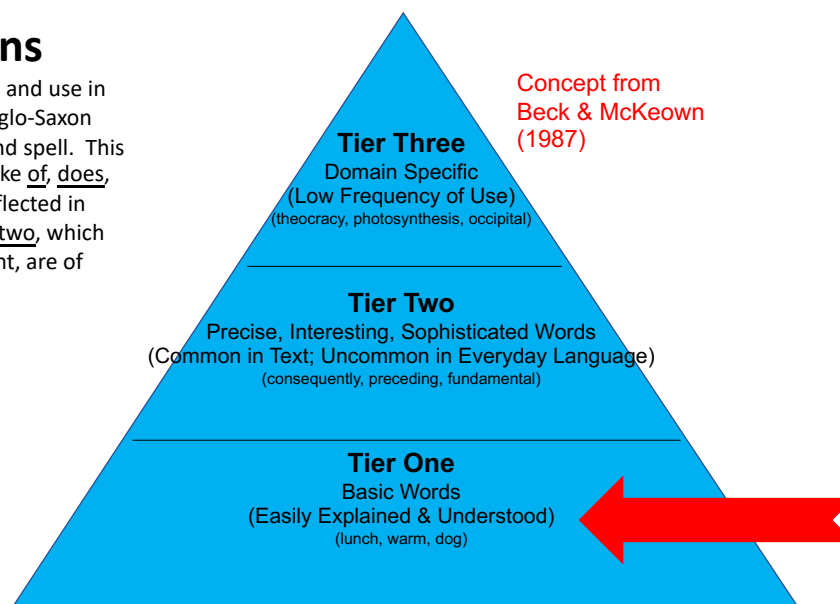 ns
and use in
glo-Saxon
nd spell.  This
ke of, does,
flected in
two, which
nt, are of
Concept from
Beck & McKeown
(1987)
Tier Three
Domain Specific
(Low Frequency of Use)
(theocracy, photosynthesis, occipital)
Tier Two
Precise, Interesting, Sophisticated Words
(Common in Text; Uncommon in Everyday Language)
(consequently, preceding, fundamental)
Tier One
Basic Words
(Easily Explained & Understood)
(lunch, warm, dog)